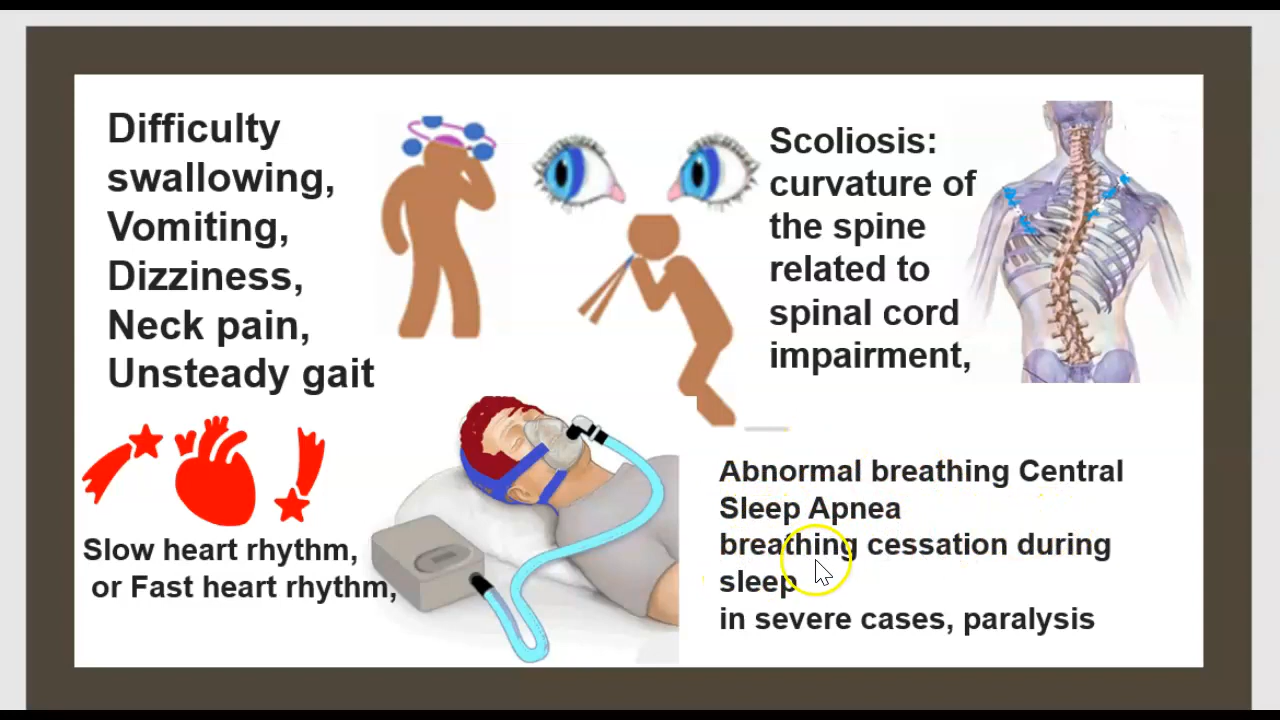 Difficulty
swallowing,
Vomiting,
Dizziness,
Neck pain,
Unsteady gait
Scoliosis:
curvature of
the spine
related to
spinal cord
impairment,
Slow heart rhythm,
or Fast heart rhythm,
Abnormal breathing Central
Sleep Apnea
breathing cessation during
sleep
in severe cases, paralysis